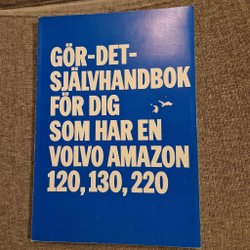 GÖR-DET-
SJÄLVHANDBOK
FÖR DIG
SOM HAR EN
VOLVO AMAZON
120, 130, 220